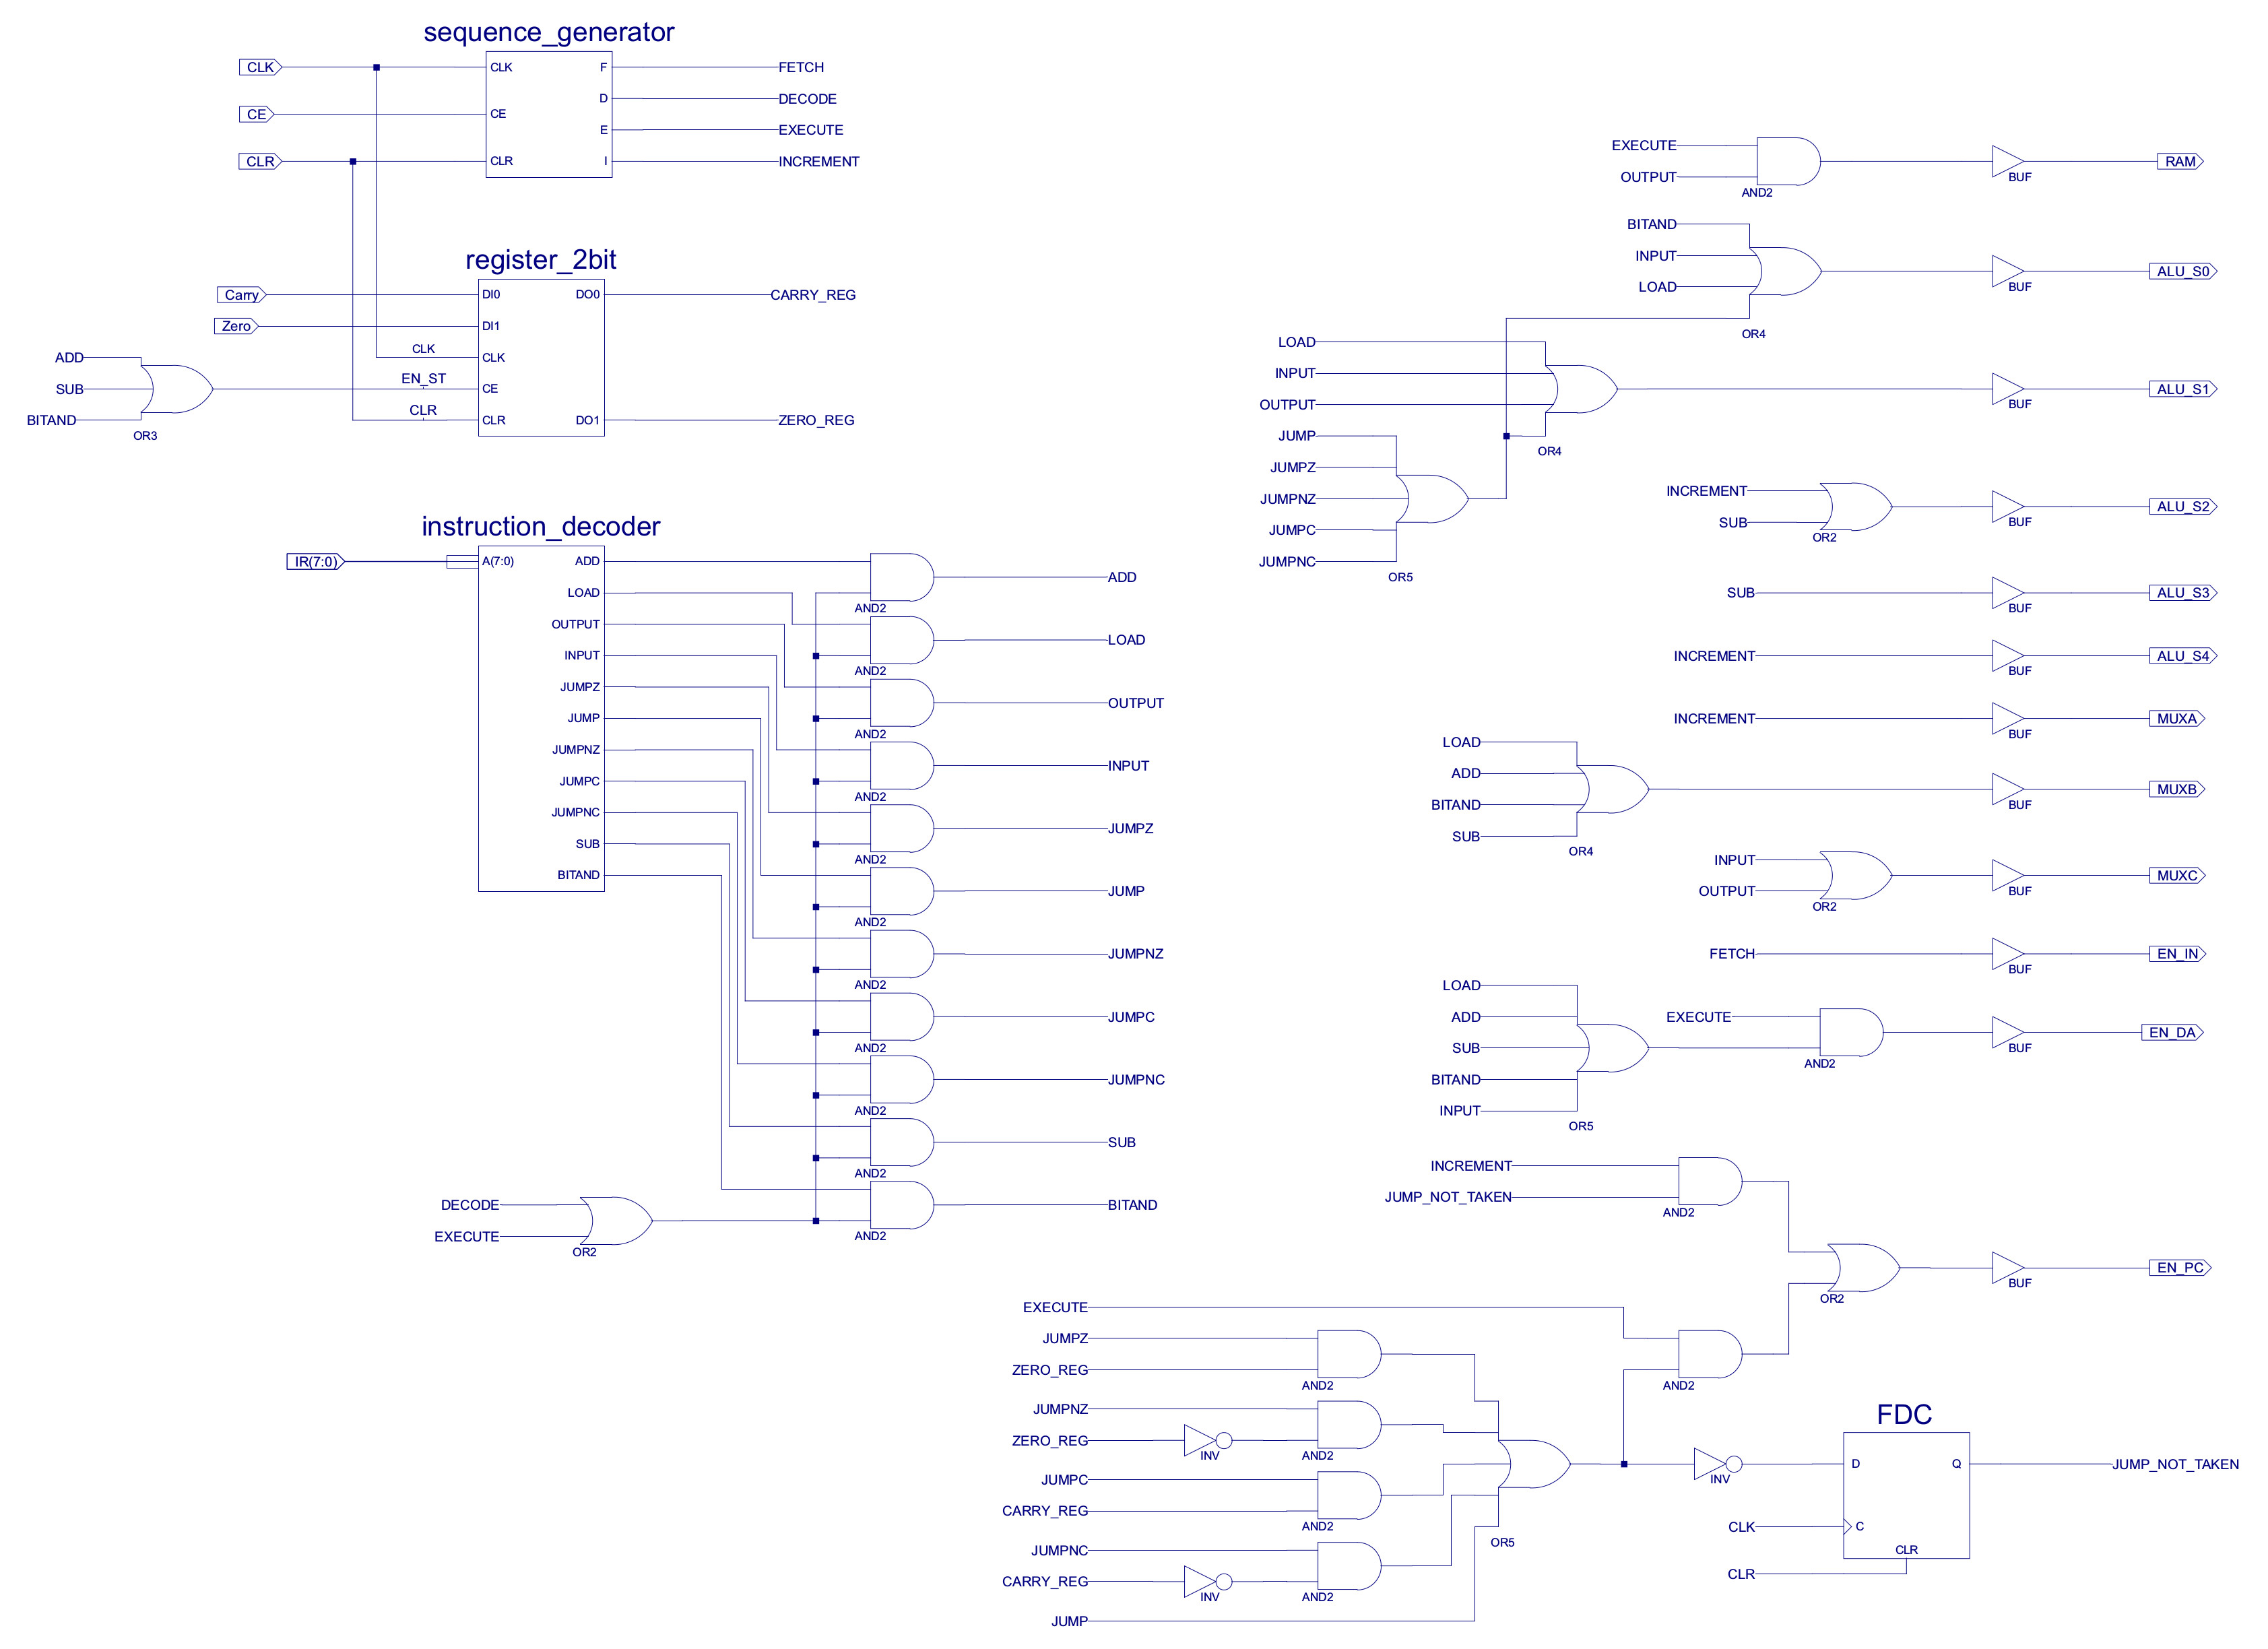 sequence_generator
CLK
CE
CLR
CLK
CE
CLR
F
D
E
I
FETCH
DECODE
EXECUTE
INCREMENT
register_2bit
Carry
Zero
ADD
SUB
BITAND
OR3
CLK
EN_ST
CLR
DI0
DI1
CLK
CE
CLR
DO0
DO1
CARRY_REG
ZERO_REG
instruction_decoder
IR(7:0)
A(7:0)
ADD
LOAD
OUTPUT
INPUT
JUMPZ
JUMP
JUMPNZ
JUMPC
JUMPNC
SUB
BITAND
DECODE
EXECUTE
OR2
AND2
ADD
AND2
LOAD
AND2
OUTPUT
AND2
INPUT
AND2
JUMPZ
AND2
JUMP
AND2
JUMPNZ
AND2
JUMPC
AND2
JUMPNC
AND2
SUB
AND2
BITAND
EXECUTE
OUTPUT
AND2
BUF
RAM
BITAND
INPUT
LOAD
OR4
BUF
ALU_S0
LOAD
INPUT
OUTPUT
OR4
BUF
ALU_S1
JUMP
JUMPZ
JUMPNZ
JUMPC
JUMPNC
OR5
INCREMENT
SUB
OR2
BUF
ALU_S2
SUB
BUF
ALU_S3
INCREMENT
BUF
ALU_S4
INCREMENT
BUF
MUXA
LOAD
ADD
BITAND
SUB
OR4
BUF
MUXB
INPUT
OUTPUT
OR2
BUF
MUXC
FETCH
BUF
EN_IN
LOAD
ADD
SUB
BITAND
INPUT
OR5
EXECUTE
AND2
BUF
EN_DA
INCREMENT
JUMP_NOT_TAKEN
AND2
OR2
BUF
EN_PC
EXECUTE
AND2
JUMPZ
ZERO_REG
AND2
JUMPNZ
ZERO_REG
INV
AND2
JUMPC
CARRY_REG
AND2
JUMPNC
CARRY_REG
INV
AND2
JUMP
OR5
INV
FDC
D
Q
C
CLR
CLK
CLR
JUMP_NOT_TAKEN